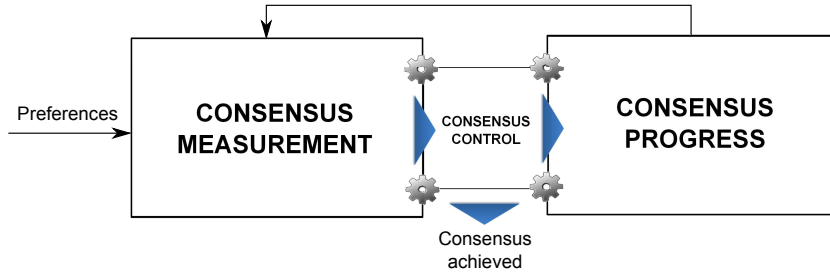 Preferences
CONSENSUS
MEASUREMENT
CONSENSUS
CONTROL
CONSENSUS
PROGRESS
Consensus
achieved